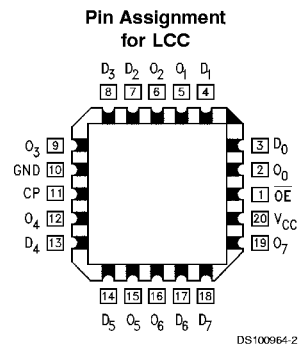 Pin Assignment
for LCC
D3 D2 O2 O1 D1
8 7 6 5 4
O3 9 3 D0
GND 10 2 O0
CP 11 1 OE
O4 12 20 VCC
D4 13 19 O7
14 15 16 17 18
D5 O5 O6 D6 D7
DS100964-2